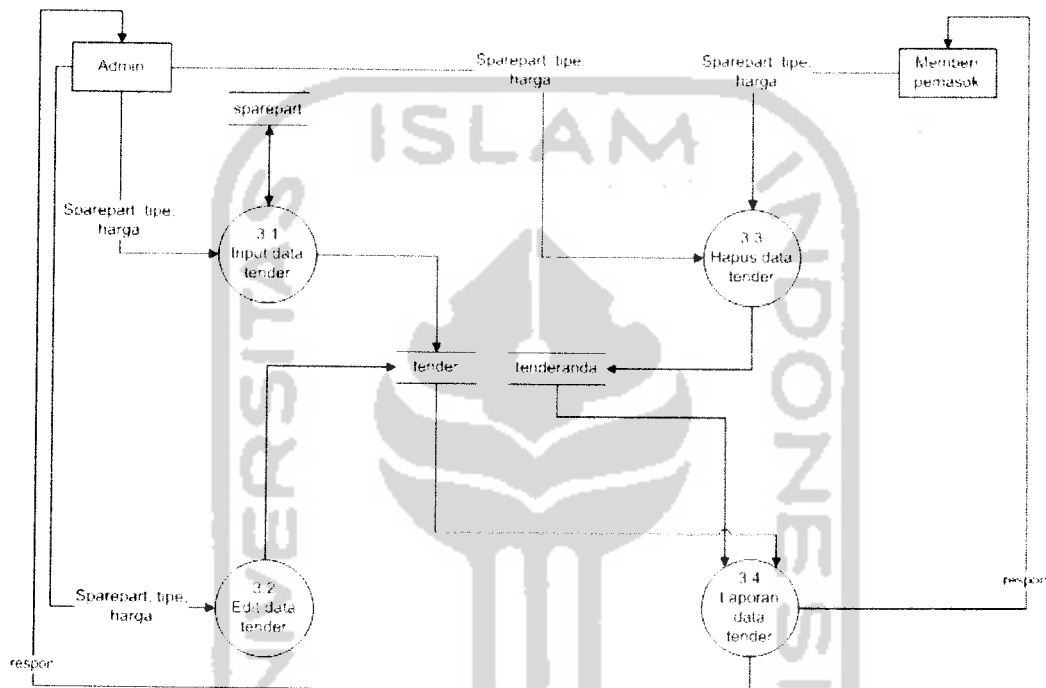 Admin
Sparepart, tipe,
harga
Sparepart, tipe,
harga
Member/
pemasok
sparepart
ISLAM
Sparepart, tipe,
harga
3.1
Input data
tender
3.3
Hapus data
tender
UNIVERSITAS
INDONESIA
tender
tenderanda
3.2
Edit data
tender
Sparepart, tipe,
harga
3.4
Laporan
data
tender
respon
respon